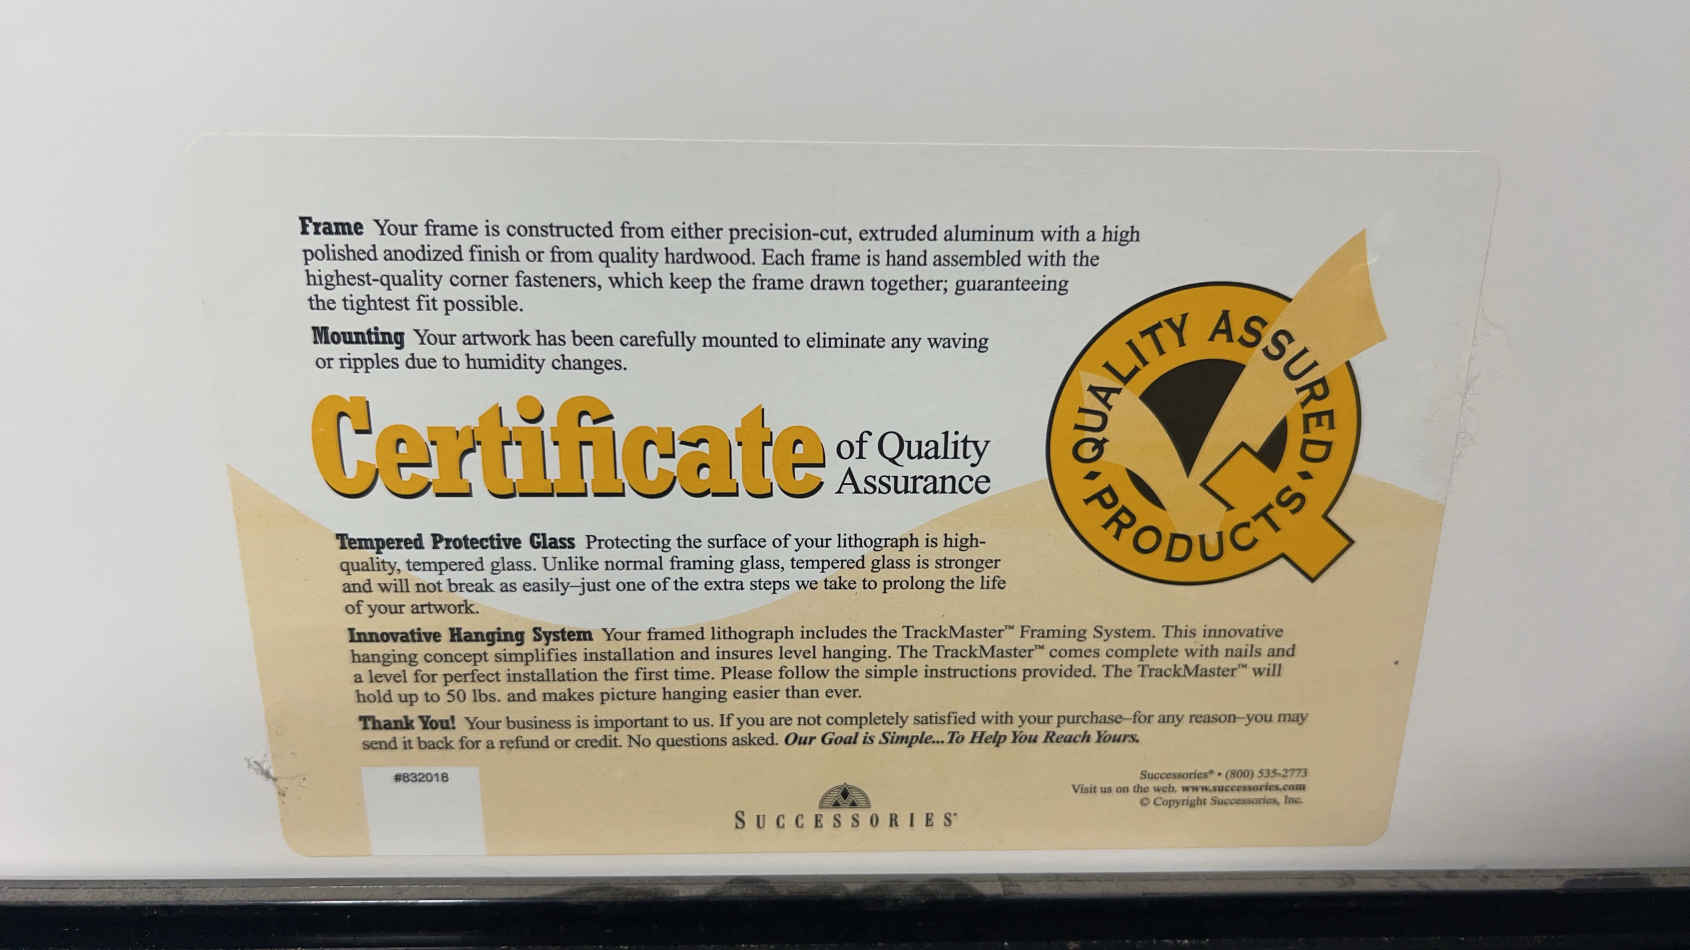 Frame Your frame is constructed from either precision-cut, extruded aluminum with a high
polished anodized finish or from quality hardwood. Each frame is hand assembled with the
highest-quality corner fasteners, which keep the frame drawn together; guaranteeing
the tightest fit possible.
Mounting Your artwork has been carefully mounted to eliminate any waving
or ripples due to humidity changes.
Certificate of Quality
Assurance
QUALITY ASSURED
PRODUCTS
Tempered Protective Glass Protecting the surface of your lithograph is high-
quality, tempered glass. Unlike normal framing glass, tempered glass is stronger
and will not break as easily–just one of the extra steps we take to prolong the life
of your artwork.
Innovative Hanging System Your framed lithograph includes the TrackMaster™ Framing System. This innovative
hanging concept simplifies installation and insures level hanging. The TrackMaster™ comes complete with nails and
a level for perfect installation the first time. Please follow the simple instructions provided. The TrackMaster™ will
hold up to 50 lbs. and makes picture hanging easier than ever.
Thank You! Your business is important to us. If you are not completely satisfied with your purchase–for any reason–you may
send it back for a refund or credit. No questions asked. Our Goal is Simple...To Help You Reach Yours.
#832018
SUCCESSORIES®
Successories® • (800) 535-2773
Visit us on the web. www.successories.com
© Copyright Successories, Inc.